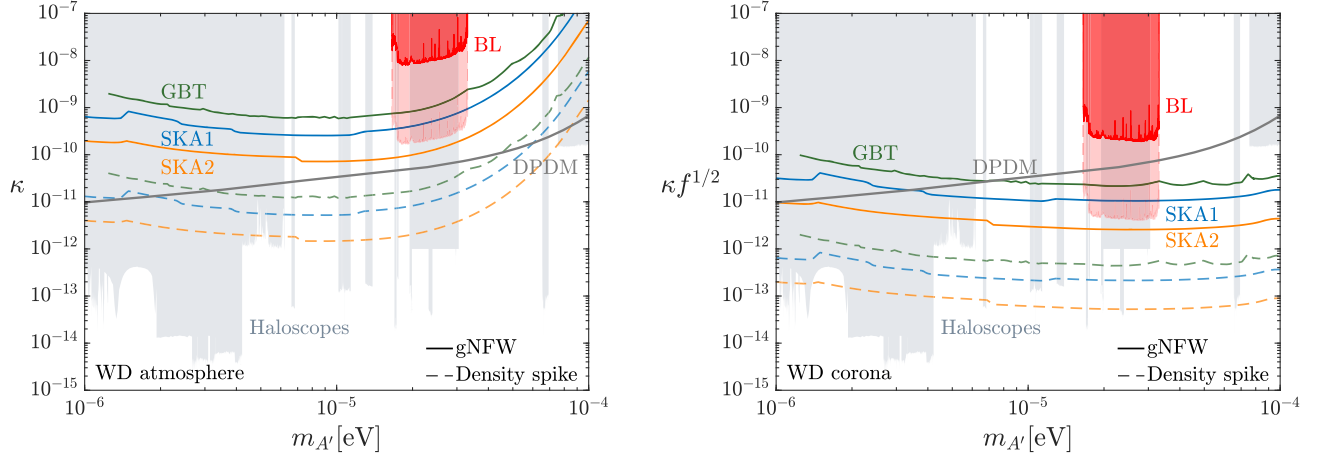 10^{-7}
10^{-8}
10^{-9}
10^{-10}
10^{-11}
10^{-12}
10^{-13}
10^{-14}
10^{-15}
κ
GBT
SKA1
SKA2
BL
DPDM
Haloscopes
gNFW
Density spike
WD atmosphere
10^{-6}
10^{-5}
10^{-4}
m_{A'}[eV]
10^{-7}
10^{-8}
10^{-9}
10^{-10}
10^{-11}
10^{-12}
10^{-13}
10^{-14}
10^{-15}
κf^{1/2}
BL
GBT
DPDM
SKA1
SKA2
Haloscopes
gNFW
Density spike
WD corona
10^{-6}
10^{-5}
10^{-4}
m_{A'}[eV]